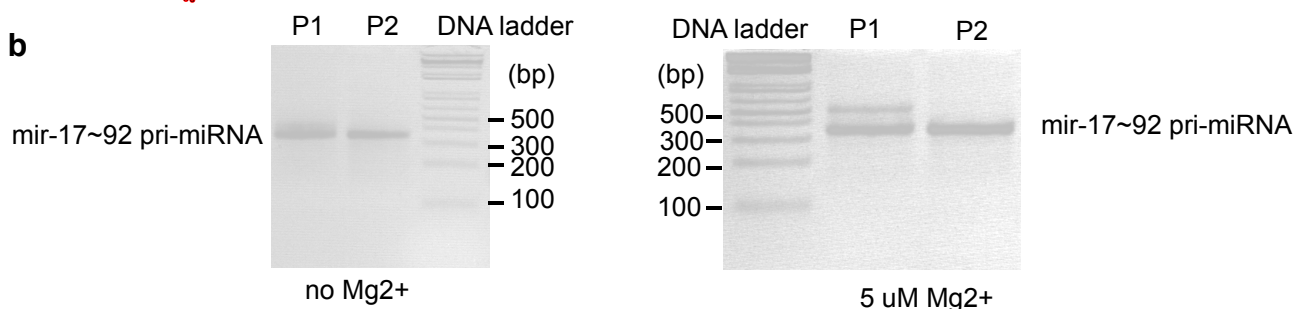 b
P1 P2 DNA ladder
(bp)
mir-17~92 pri-miRNA
500
300
200
100
no Mg2+
DNA ladder P1 P2
(bp)
500
300
200
100
mir-17~92 pri-miRNA
5 uM Mg2+